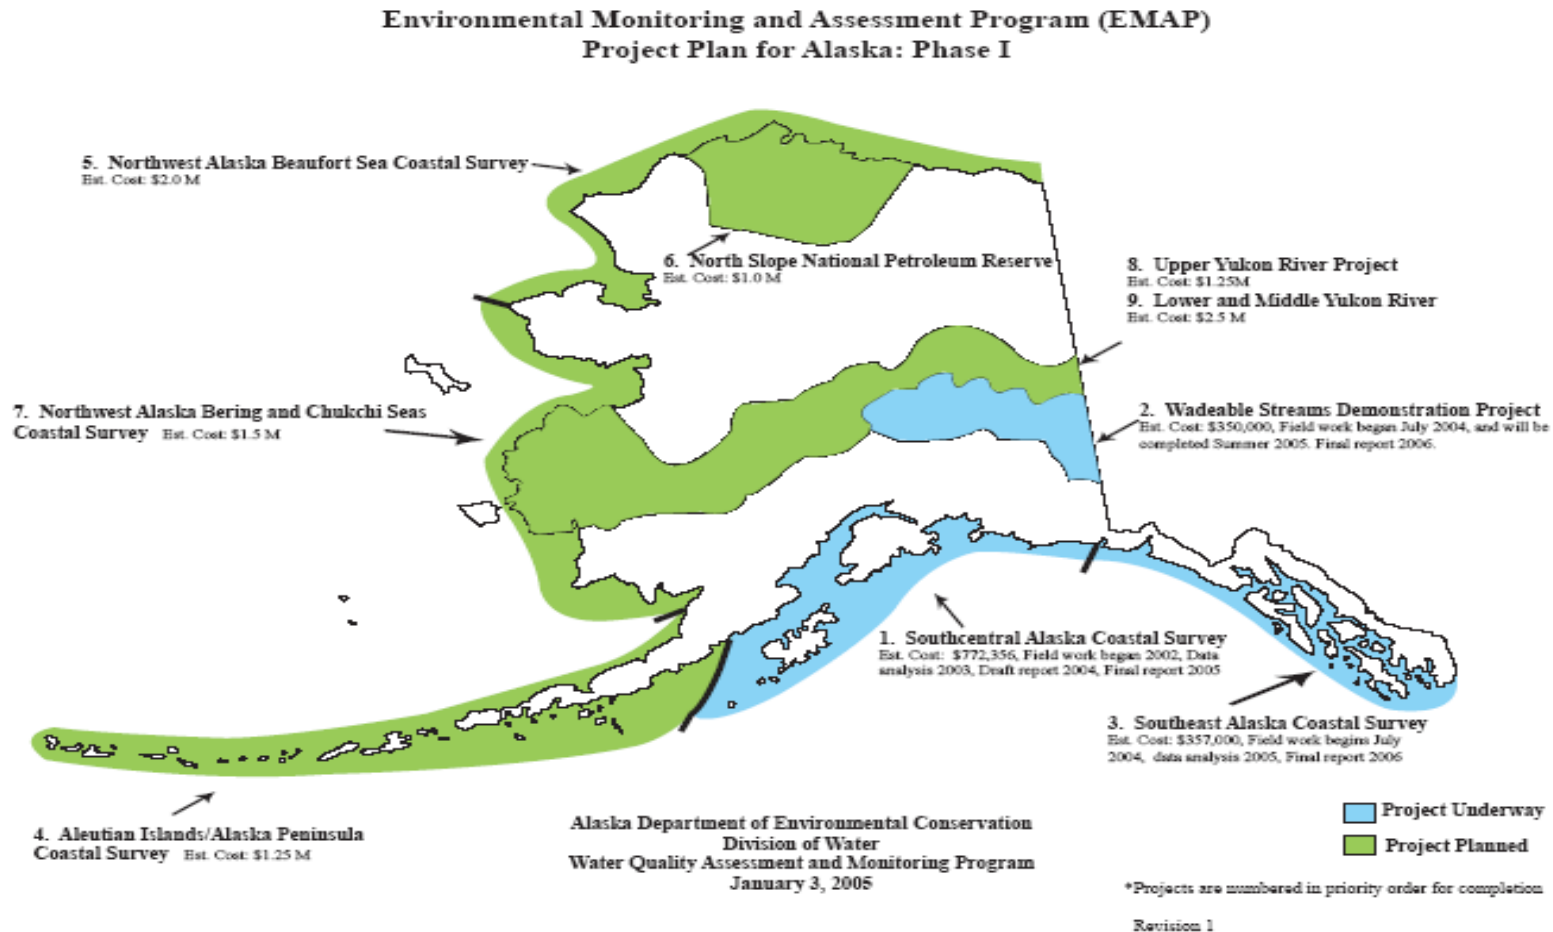 Environmental Monitoring and Assessment Program (EMAP)
Project Plan for Alaska: Phase I
5. Northwest Alaska Beaufort Sea Coastal Survey
Est. Cost: $2.0 M
6. North Slope National Petroleum Reserve
Est. Cost: $1.0 M
8. Upper Yukon River Project
Est. Cost: $1.25M
9. Lower and Middle Yukon River
Est. Cost: $2.5 M
7. Northwest Alaska Bering and Chukchi Seas
Coastal Survey Est. Cost: $1.5 M
2. Wadeable Streams Demonstration Project
Est. Cost: $350,000, Field work began July 2004, and will be
completed Summer 2005. Final report 2006.
1. Southcentral Alaska Coastal Survey
Est. Cost: $772,356, Field work began 2002, Data
analysis 2003, Draft report 2004, Final report 2005
3. Southeast Alaska Coastal Survey
Est. Cost: $357,000, Field work begins July
2004, data analysis 2005, Final report 2006
4. Aleutian Islands/Alaska Peninsula
Coastal Survey Est. Cost: $1.25 M
Alaska Department of Environmental Conservation
Division of Water
Water Quality Assessment and Monitoring Program
January 3, 2005
Project Underway
Project Planned
*Projects are numbered in priority order for completion
Revision 1